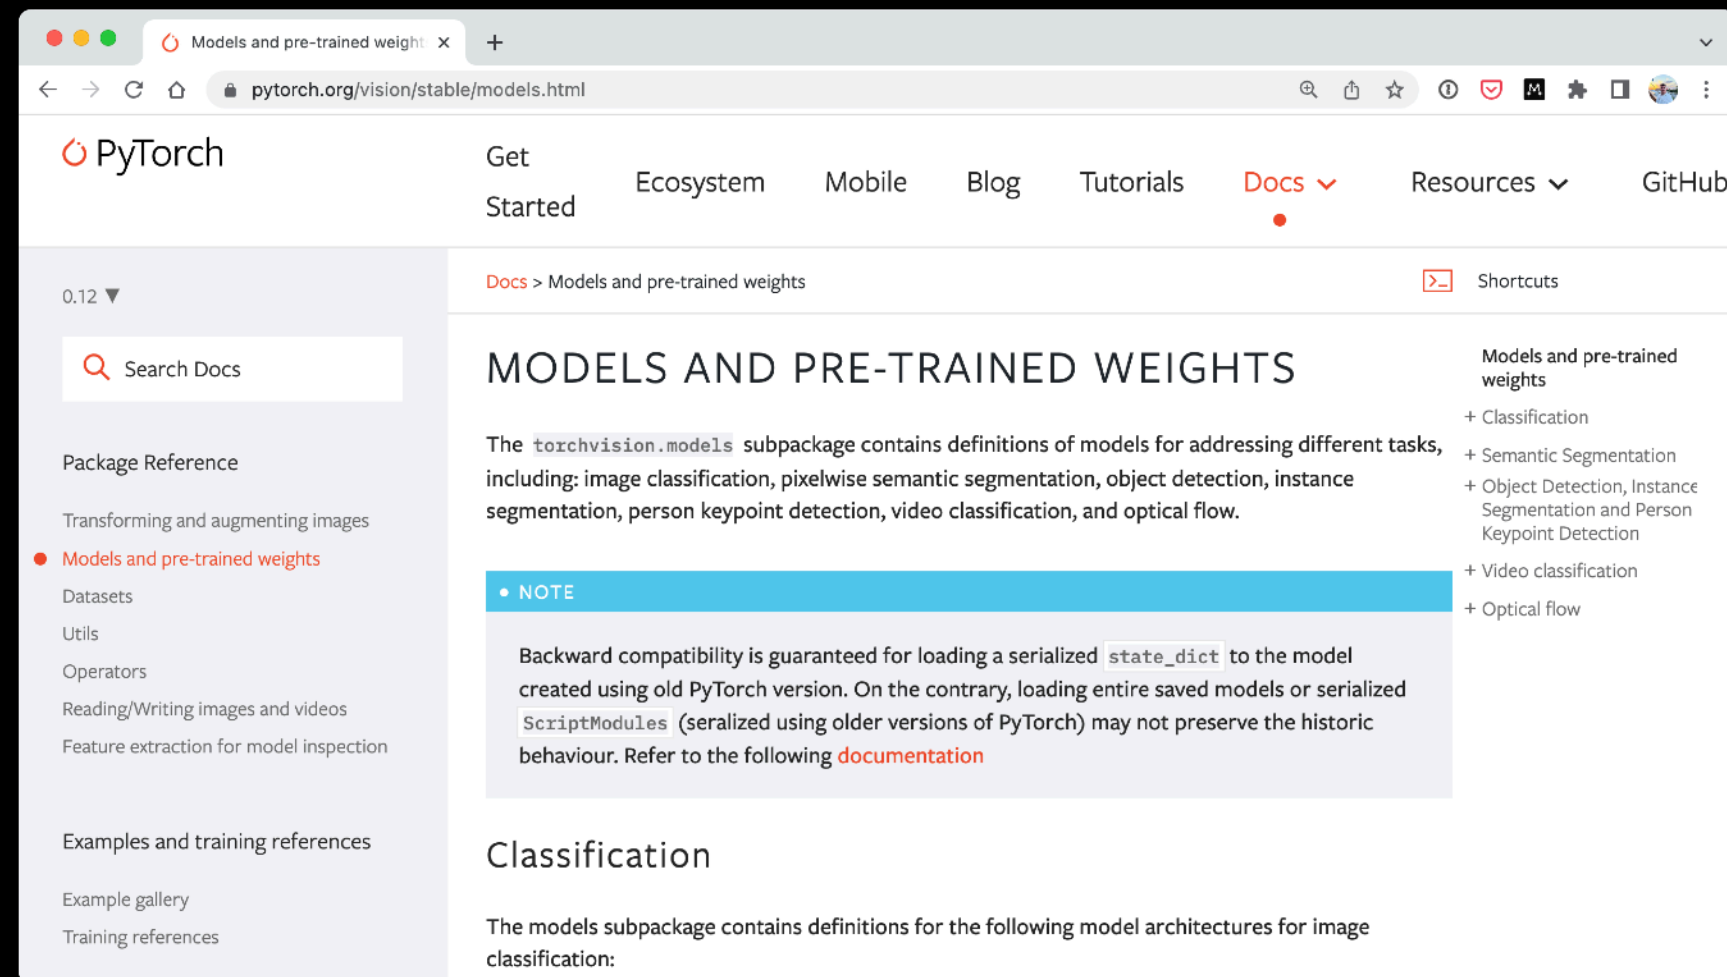 Models and pre-trained weight
pytorch.org/vision/stable/models.html
PyTorch
Get Started
Ecosystem
Mobile
Blog
Tutorials
Docs
Resources
GitHub
0.12 ▼
Search Docs
Package Reference
Transforming and augmenting images
Models and pre-trained weights
Datasets
Utils
Operators
Reading/Writing images and videos
Feature extraction for model inspection
Examples and training references
Example gallery
Training references
Docs > Models and pre-trained weights
Shortcuts
MODELS AND PRE-TRAINED WEIGHTS
The torchvision.models subpackage contains definitions of models for addressing different tasks,
including: image classification, pixelwise semantic segmentation, object detection, instance
segmentation, person keypoint detection, video classification, and optical flow.
NOTE
Backward compatibility is guaranteed for loading a serialized state_dict to the model
created using old PyTorch version. On the contrary, loading entire saved models or serialized
ScriptModules (seralized using older versions of PyTorch) may not preserve the historic
behaviour. Refer to the following documentation
Classification
The models subpackage contains definitions for the following model architectures for image
classification:
Models and pre-trained
weights
+ Classification
+ Semantic Segmentation
+ Object Detection, Instance
Segmentation and Person
Keypoint Detection
+ Video classification
+ Optical flow